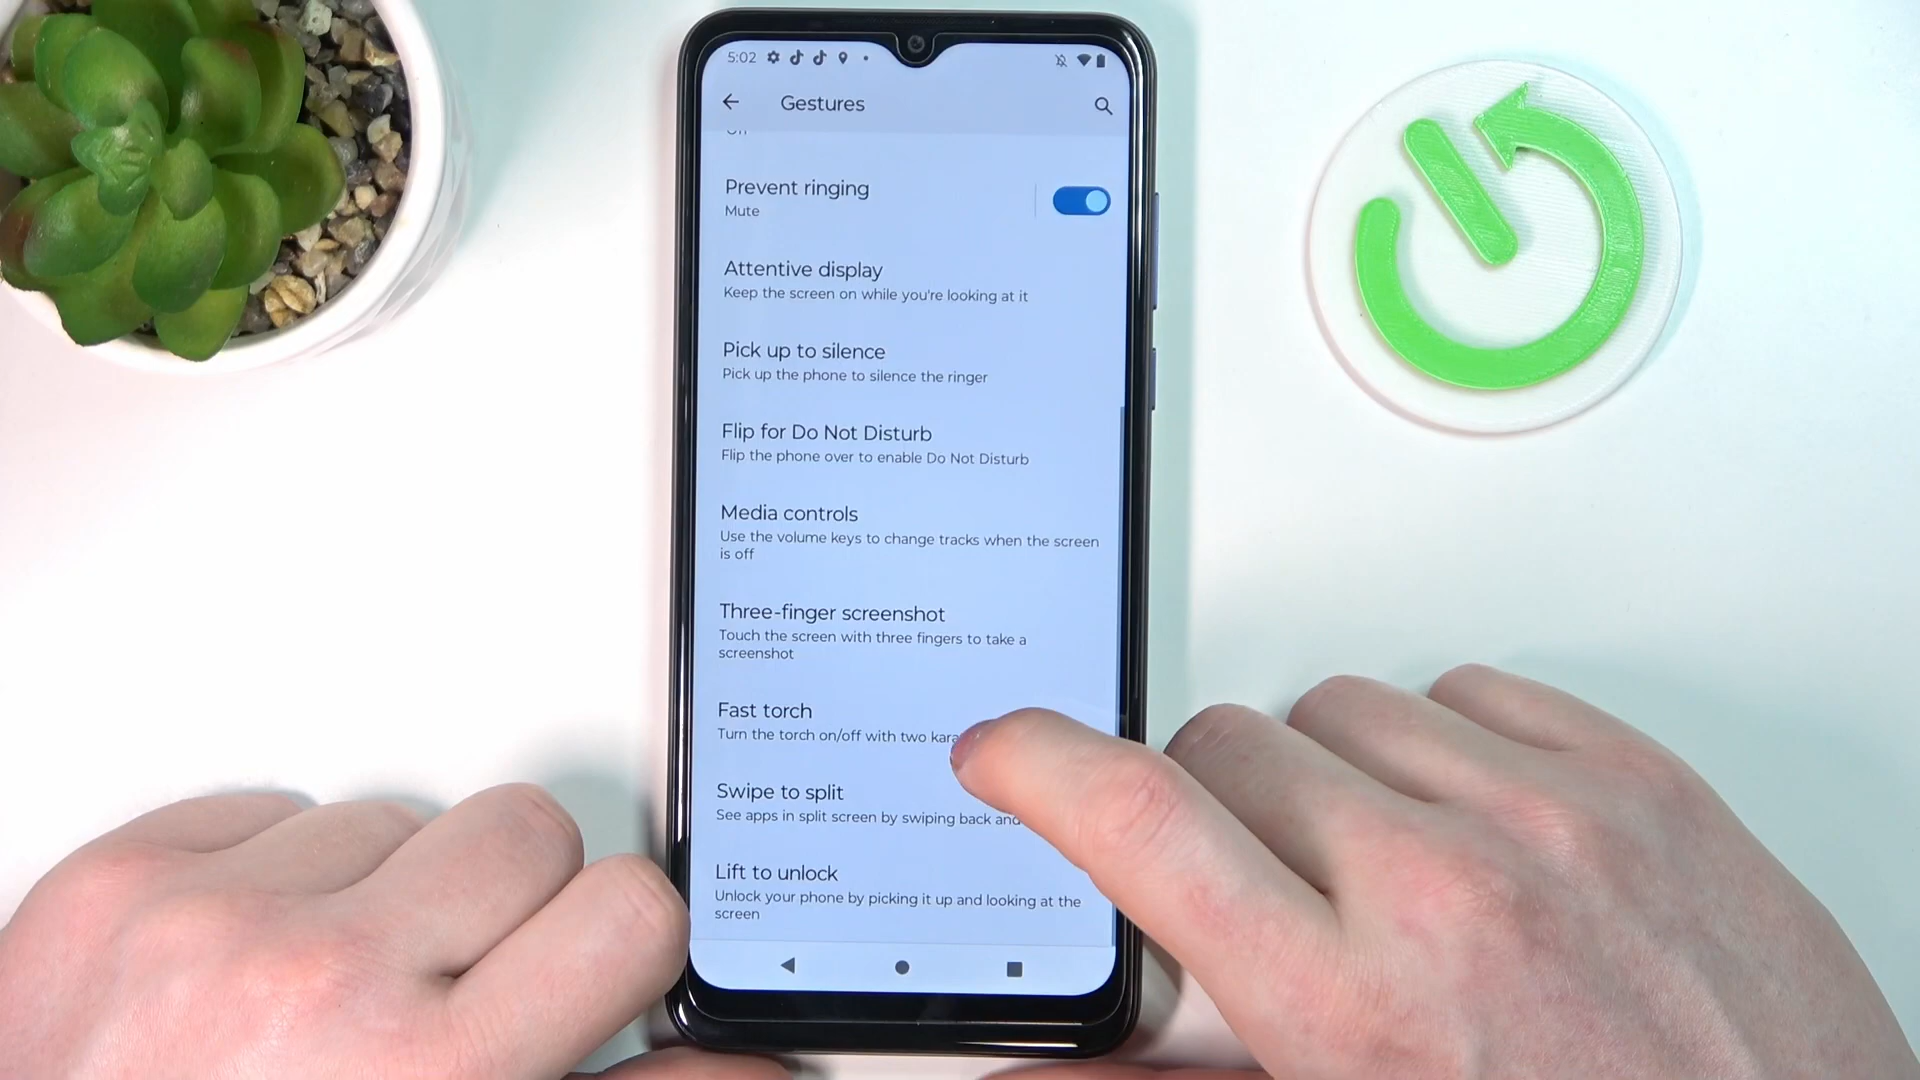 5:02
Gestures
Prevent ringing
Mute
Attentive display
Keep the screen on while you're looking at it
Pick up to silence
Pick up the phone to silence the ringer
Flip for Do Not Disturb
Flip the phone over to enable Do Not Disturb
Media controls
Use the volume keys to change tracks when the screen
is off
Three-finger screenshot
Touch the screen with three fingers to take a
screenshot
Fast torch
Turn the torch on/off with two
Swipe to split
See apps in split screen by swiping back and
Lift to unlock
Unlock your phone by picking it up and looking at the
screen